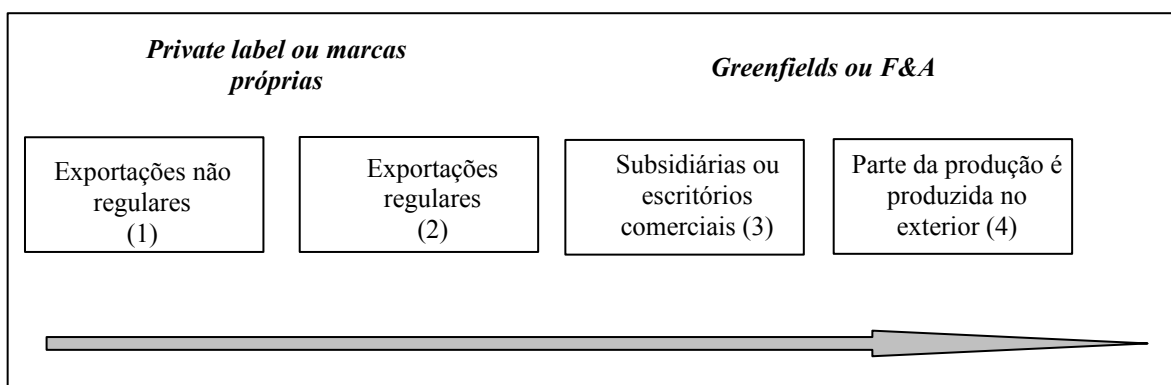 Private label ou marcas
próprias
Greenfields ou F&A
Exportações não
regulares
(1)
Exportações
regulares
(2)
Subsidiárias ou
escritórios
comerciais (3)
Parte da produção é
produzida no
exterior (4)